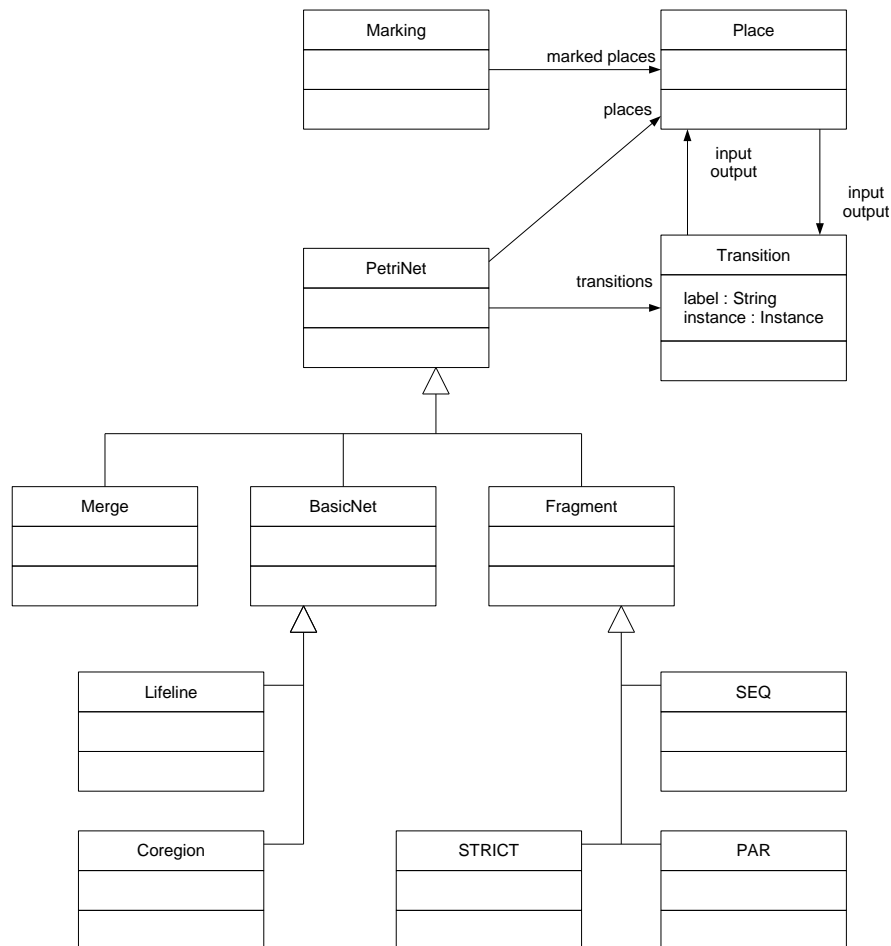 Marking
Place
marked places
places
input
output
input
output
PetriNet
Transition
transitions
label : String
instance : Instance
Merge
BasicNet
Fragment
Lifeline
SEQ
Coregion
STRICT
PAR